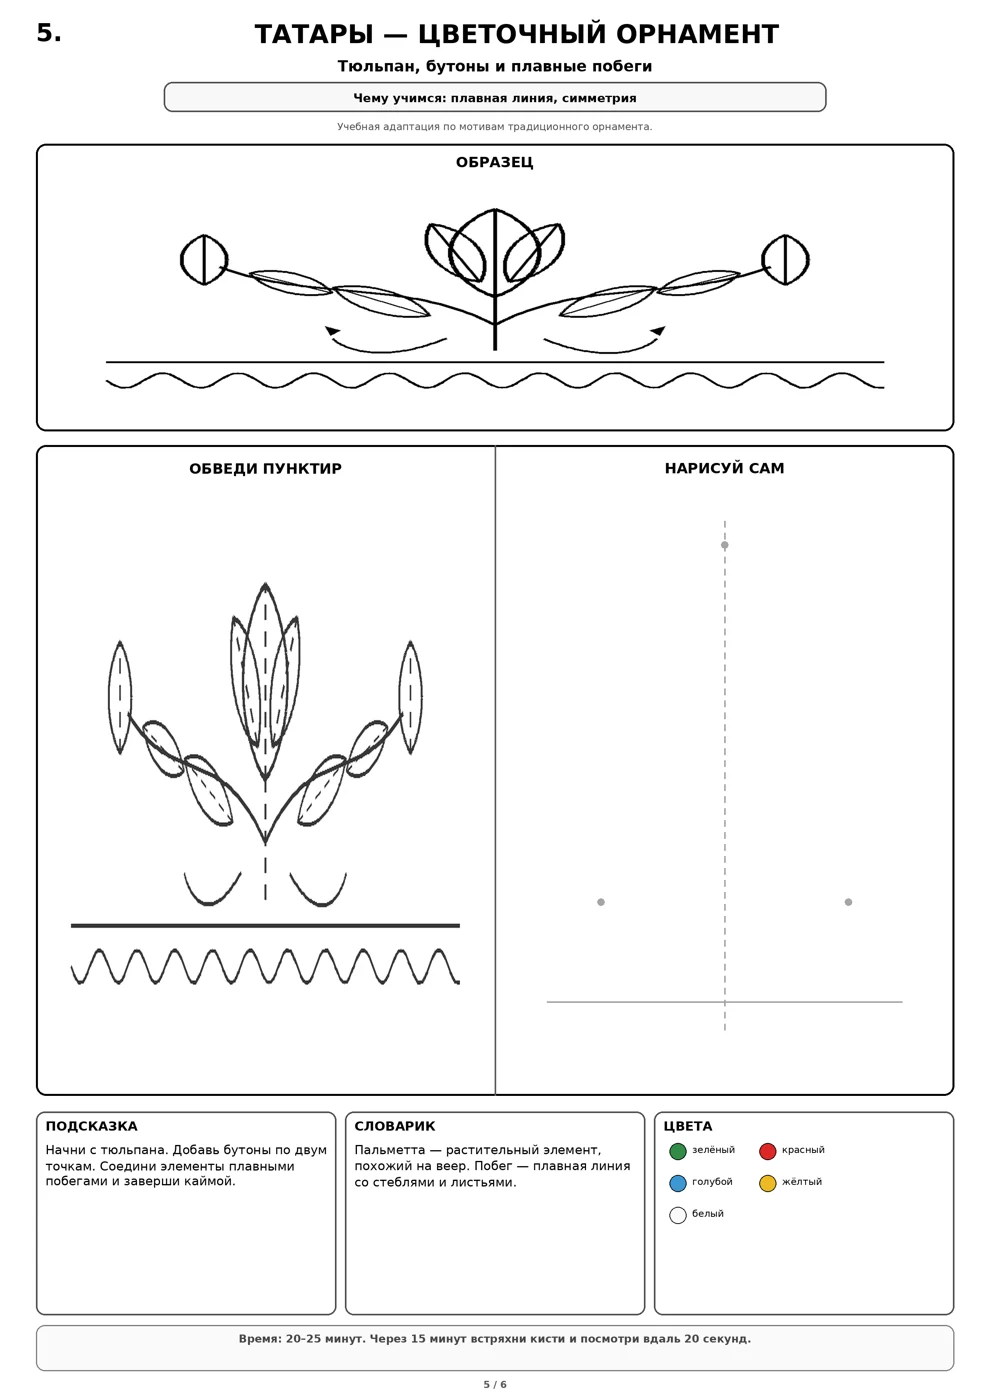 5.
ТАТАРЫ — ЦВЕТОЧНЫЙ ОРНАМЕНТ
Тюльпан, бутоны и плавные побеги
Чему учимся: плавная линия, симметрия
Учебная адаптация по мотивам традиционного орнамента.
ОБРАЗЕЦ
ОБВЕДИ ПУНКТИР
НАРИСУЙ САМ
ПОДСКАЗКА
Начни с тюльпана. Добавь бутоны по двум
точкам. Соедини элементы плавными
побегами и заверши каймой.
СЛОВАРИК
Пальметта — растительный элемент,
похожий на веер. Побег — плавная линия
со стеблями и листьями.
ЦВЕТА
зелёный
красный
голубой
жёлтый
белый
Время: 20–25 минут. Через 15 минут встряхни кисти и посмотри вдаль 20 секунд.
5 / 6